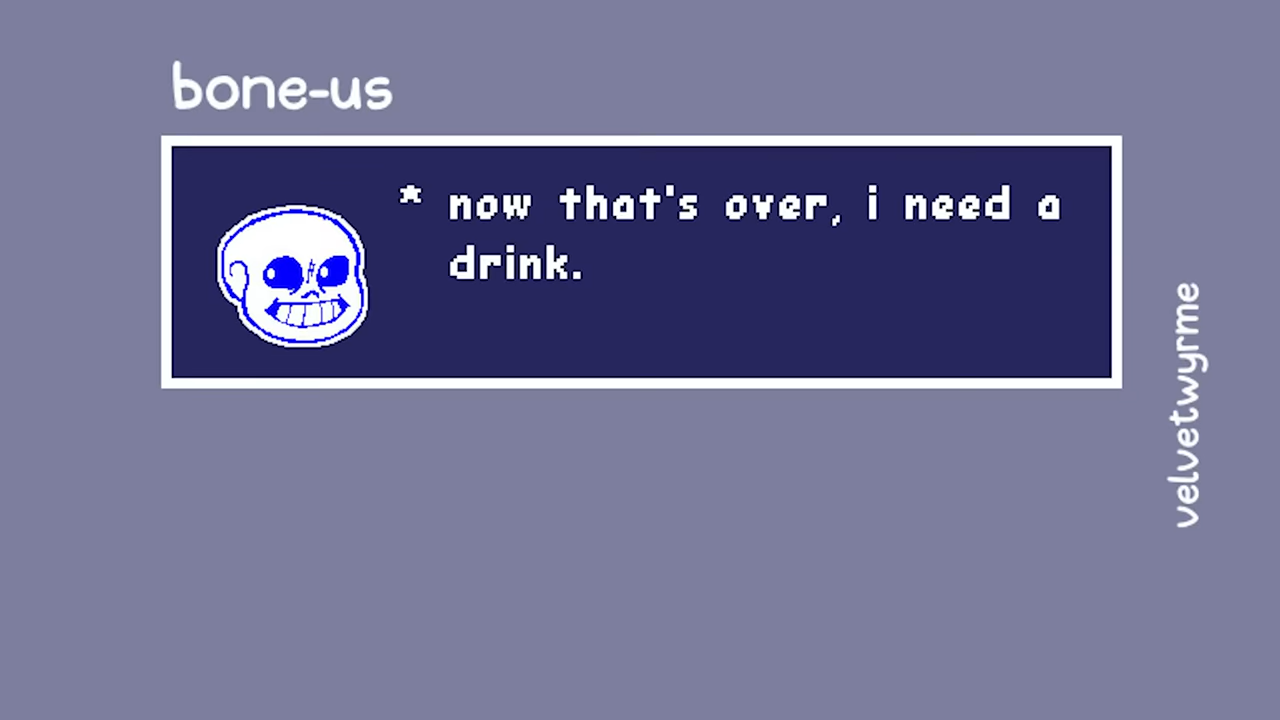 bone-us
* now that's over, i need a
drink.
velvetwyrme